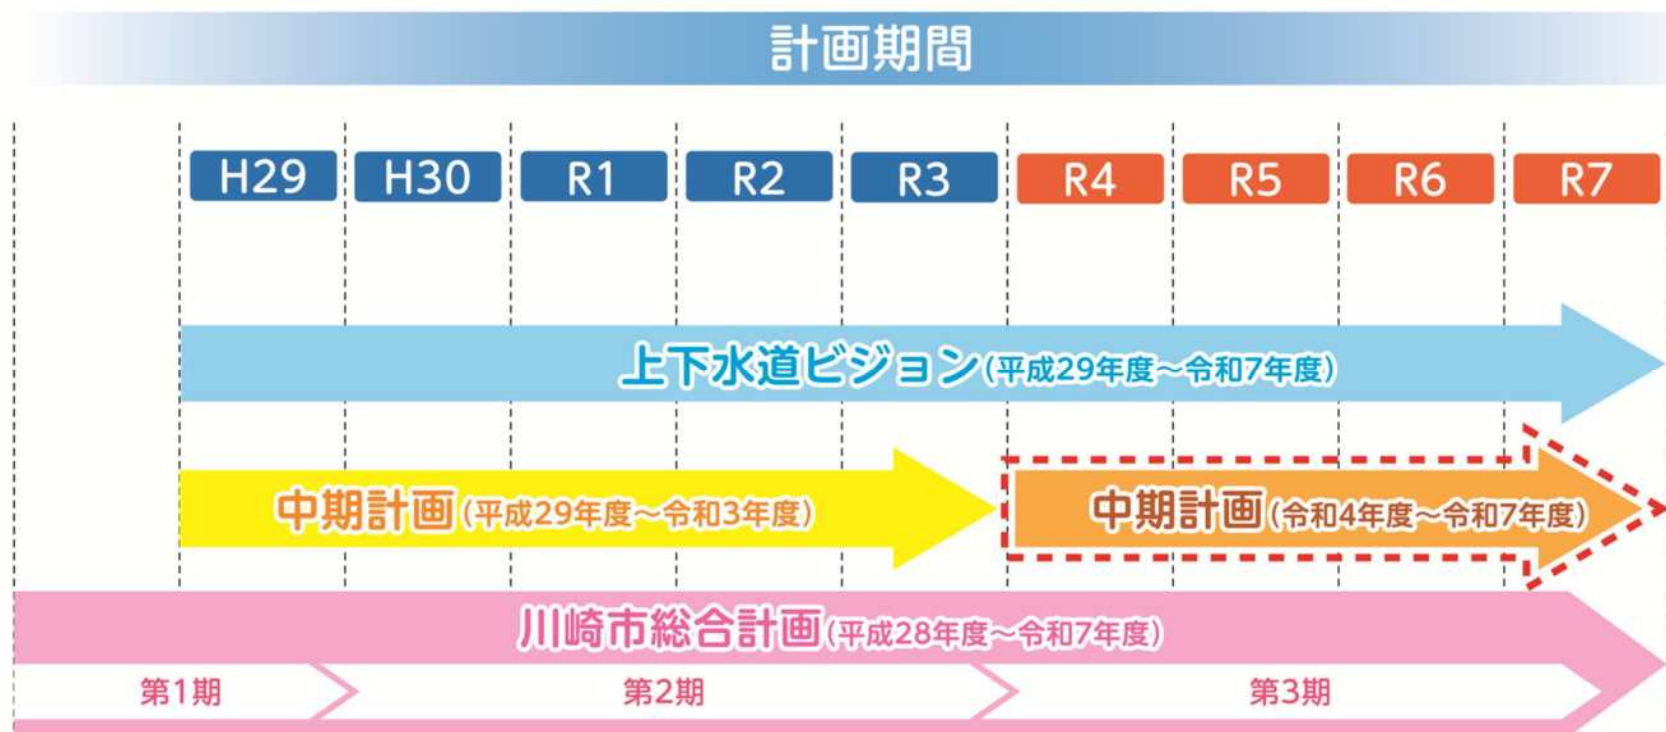 計画期間
H29 H30 R1 R2 R3 R4 R5 R6 R7
上下水道ビジョン(平成29年度～令和7年度)
中期計画(平成29年度～令和3年度) 中期計画(令和4年度～令和7年度)
川崎市総合計画(平成28年度～令和7年度)
第1期 第2期 第3期